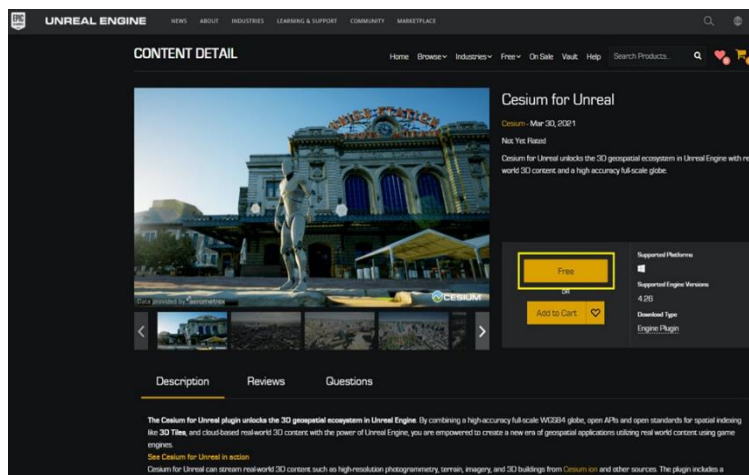 EPIC GAMES
UNREAL ENGINE
NEWS ABOUT INDUSTRIES LEARNING & SUPPORT COMMUNITY MARKETPLACE
CONTENT DETAIL
Home Browse Industries Free On Sale Vault Help Search Products...
Cesium for Unreal
Cesium - Mar 30, 2021
Not Yet Rated
Cesium for Unreal unlocks the 3D geospatial ecosystem in Unreal Engine with re
world 3D content and a high accuracy full-scale globe.
UNION STATION
Data provided by aerometrex
CESIUM
Free
OR
Add to Cart
Supported Platforms
Supported Engine Versions
4.26
Download Type
Engine Plugin
Description Reviews Questions
The Cesium for Unreal plugin unlocks the 3D geospatial ecosystem in Unreal Engine. By combining a high-accuracy full-scale WGS84 globe, open APIs and open standards for spatial indexing
like 3D Tiles, and cloud-based real-world 3D content with the power of Unreal Engine, you are empowered to create a new era of geospatial applications utilizing real world content using game
engines.
See Cesium for Unreal in action
Cesium for Unreal can stream real-world 3D content such as high-resolution photogrammetry, terrain, imagery, and 3D buildings from Cesium ion and other sources. The plugin includes a